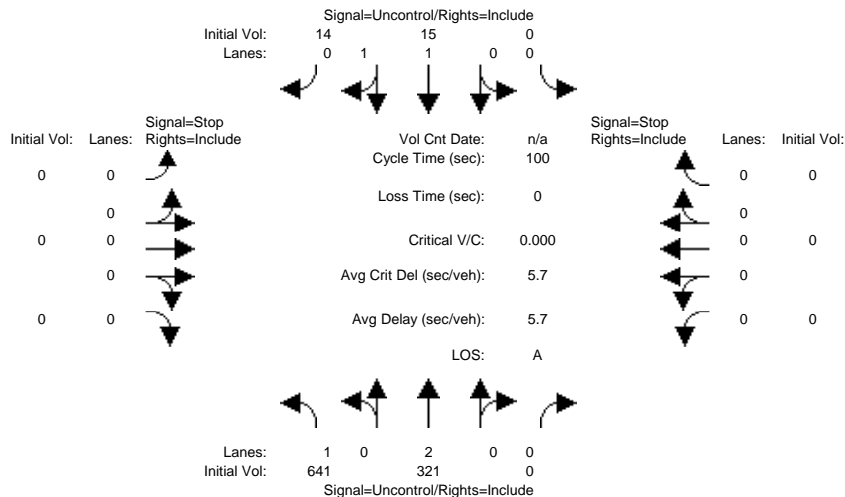 Signal=Uncontrol/Rights=Include
Initial Vol: 14 15 0
Lanes: 0 1 1 0 0
Signal=Stop
Initial Vol: Lanes: Rights=Include
Vol Cnt Date: n/a
Signal=Stop
Rights=Include Lanes: Initial Vol:
Cycle Time (sec): 100
0 0 0 0
Loss Time (sec): 0
0 0
0 0 Critical V/C: 0.000 0 0
0 Avg Crit Del (sec/veh): 5.7 0
0 0 Avg Delay (sec/veh): 5.7 0 0
LOS: A
Lanes: 1 0 2 0 0
Initial Vol: 641 321 0
Signal=Uncontrol/Rights=Include